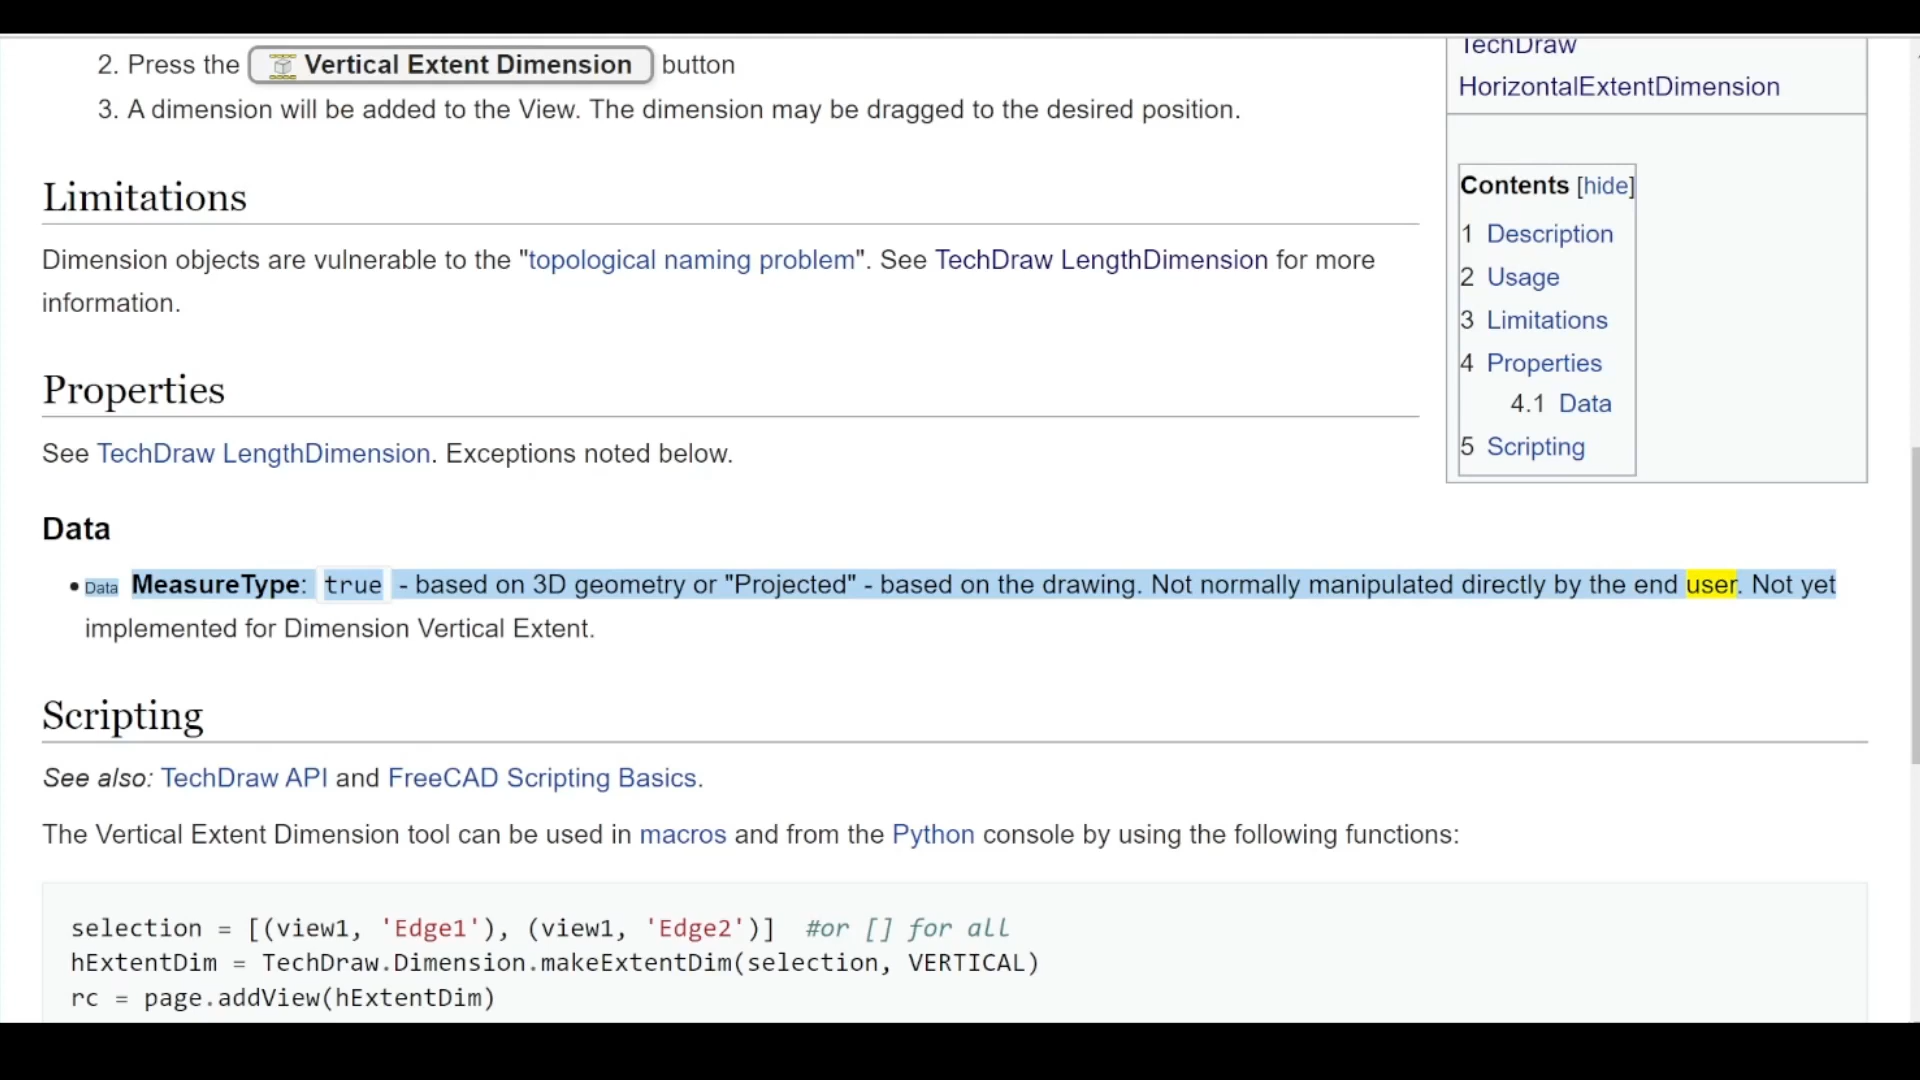 2. Press the Vertical Extent Dimension button
3. A dimension will be added to the View. The dimension may be dragged to the desired position.
Limitations
Dimension objects are vulnerable to the "topological naming problem". See TechDraw LengthDimension for more
information.
Properties
See TechDraw LengthDimension. Exceptions noted below.
Data
• Data MeasureType: true - based on 3D geometry or "Projected" - based on the drawing. Not normally manipulated directly by the end user. Not yet
implemented for Dimension Vertical Extent.
Scripting
See also: TechDraw API and FreeCAD Scripting Basics.
The Vertical Extent Dimension tool can be used in macros and from the Python console by using the following functions:
selection = [(view1, 'Edge1'), (view1, 'Edge2')]  #or [] for all
hExtentDim = TechDraw.Dimension.makeExtentDim(selection, VERTICAL)
rc = page.addView(hExtentDim)
TechDraw
HorizontalExtentDimension
Contents [hide]
1 Description
2 Usage
3 Limitations
4 Properties
4.1 Data
5 Scripting